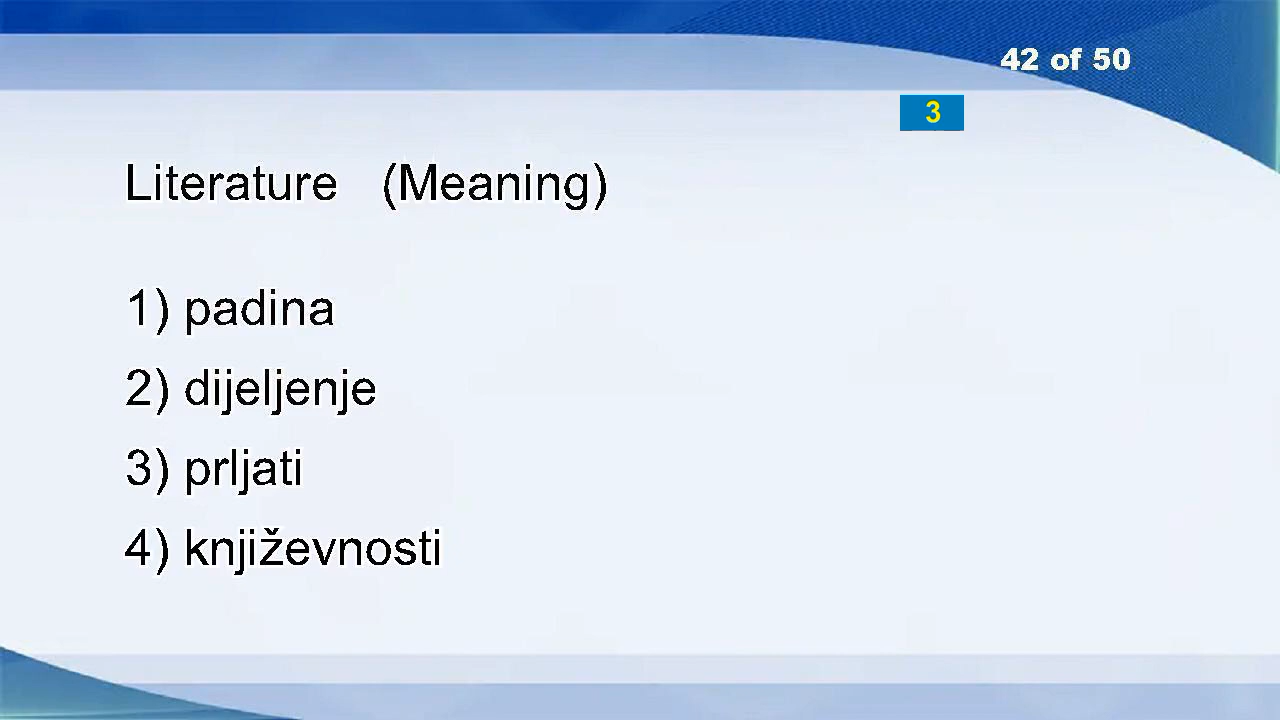 42 of 50
3
Literature (Meaning)
1) padina
2) dijeljenje
3) prljati
4) književnosti